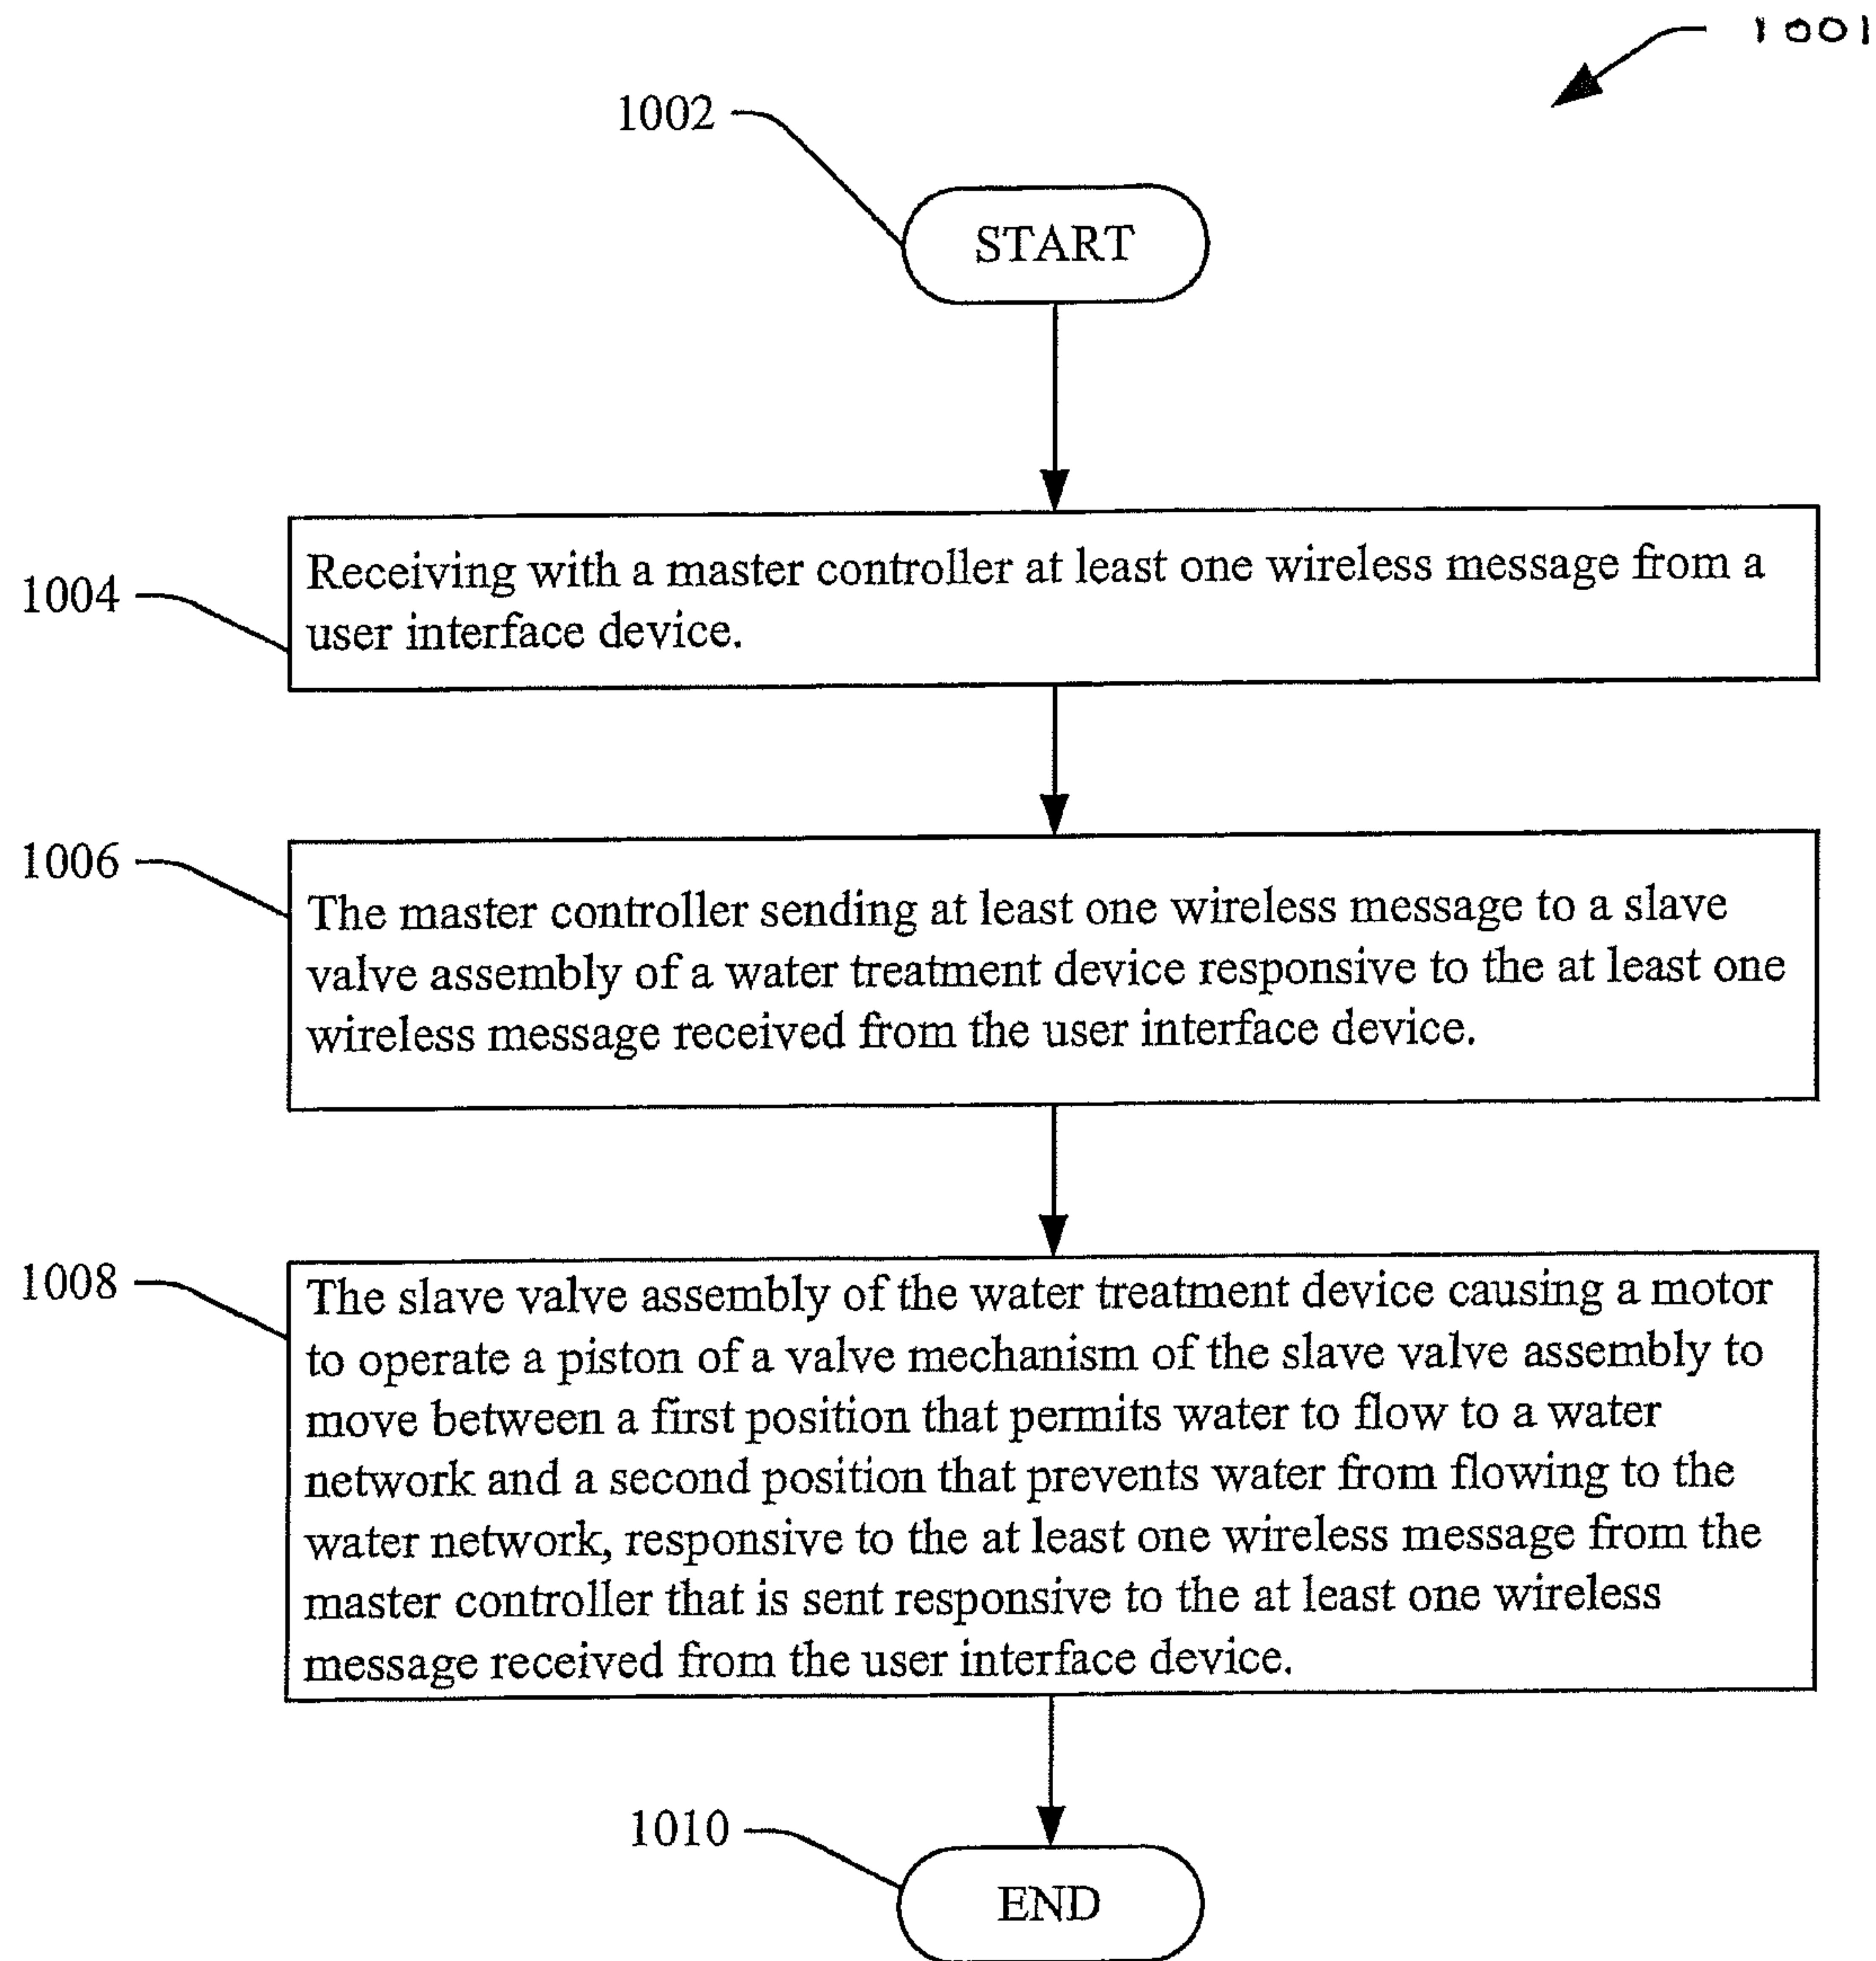 1001
1002
START
1004
Receiving with a master controller at least one wireless message from a
user interface device.
1006
The master controller sending at least one wireless message to a slave
valve assembly of a water treatment device responsive to the at least one
wireless message received from the user interface device.
1008
The slave valve assembly of the water treatment device causing a motor
to operate a piston of a valve mechanism of the slave valve assembly to
move between a first position that permits water to flow to a water
network and a second position that prevents water from flowing to the
water network, responsive to the at least one wireless message from the
master controller that is sent responsive to the at least one wireless
message received from the user interface device.
1010
END